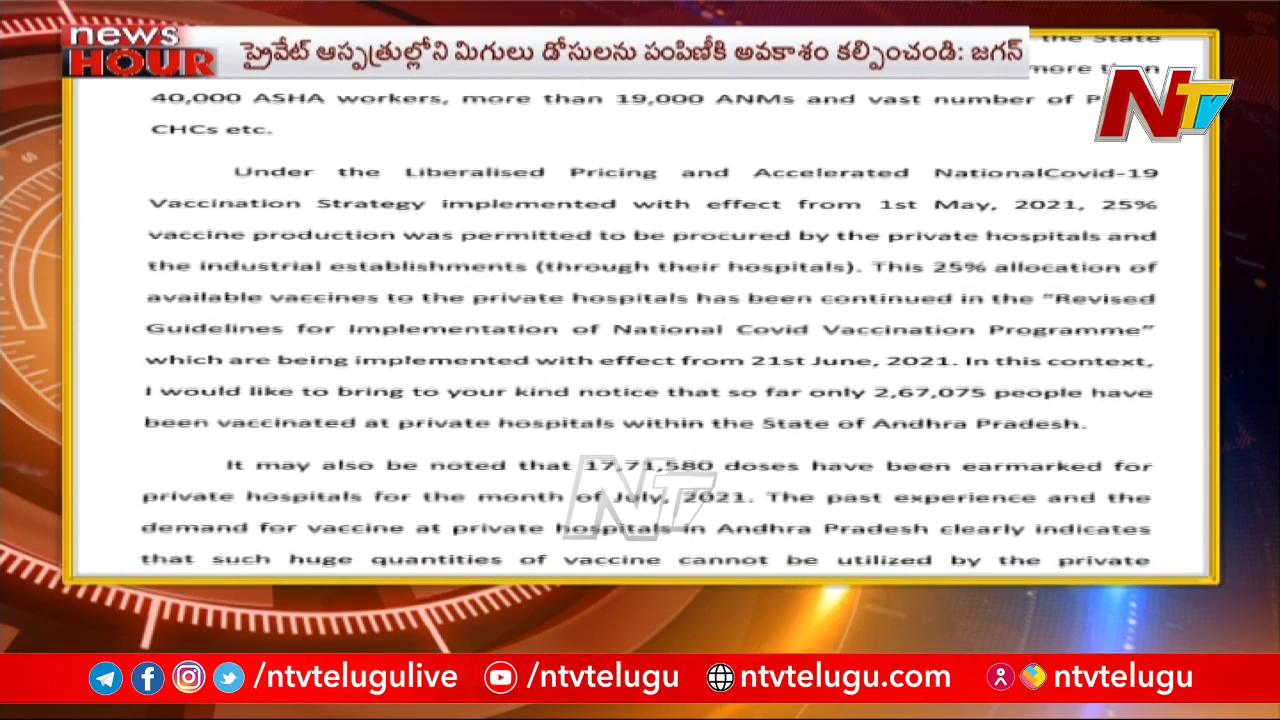 news
HOUR
ప్రైవేట్ ఆస్పత్రుల్లోని మిగులు డోసులను పంపిణీకి అవకాశం కల్పించండి: జగన్
the State
more than
NTV
40,000 ASHA workers, more than 19,000 ANMs and vast number of
CHCs etc.
Under the Liberalised Pricing and Accelerated NationalCovid-19
Vaccination Strategy implemented with effect from 1st May, 2021, 25%
vaccine production was permitted to be procured by the private hospitals and
the industrial establishments (through their hospitals). This 25% allocation of
available vaccines to the private hospitals has been continued in the "Revised
Guidelines for Implementation of National Covid Vaccination Programme"
which are being implemented with effect from 21st June, 2021. In this context,
I would like to bring to your kind notice that so far only 2,67,075 people have
been vaccinated at private hospitals within the State of Andhra Pradesh.
It may also be noted that 17,71,580 doses have been earmarked for
private hospitals for the month of July, 2021. The past experience and the
demand for vaccine at private hospitals in Andhra Pradesh clearly indicates
that such huge quantities of vaccine cannot be utilized by the private
NTV
/ntvtelugulive
/ntvtelugu
ntvtelugu.com
ntvtelugu